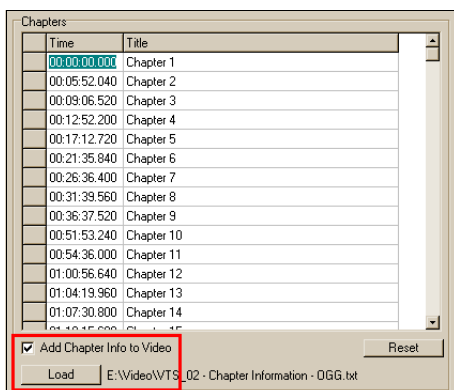 Chapters
Time Title
00:00:00.000 Chapter 1
00:05:52.040 Chapter 2
00:09:06.520 Chapter 3
00:12:52.200 Chapter 4
00:17:12.720 Chapter 5
00:21:35.840 Chapter 6
00:26:36.400 Chapter 7
00:31:39.560 Chapter 8
00:36:37.520 Chapter 9
00:51:53.240 Chapter 10
00:54:36.000 Chapter 11
01:00:56.640 Chapter 12
01:04:19.960 Chapter 13
01:07:30.800 Chapter 14
Add Chapter Info to Video Reset
Load E:\Video\VTS_02 - Chapter Information - OGG.txt